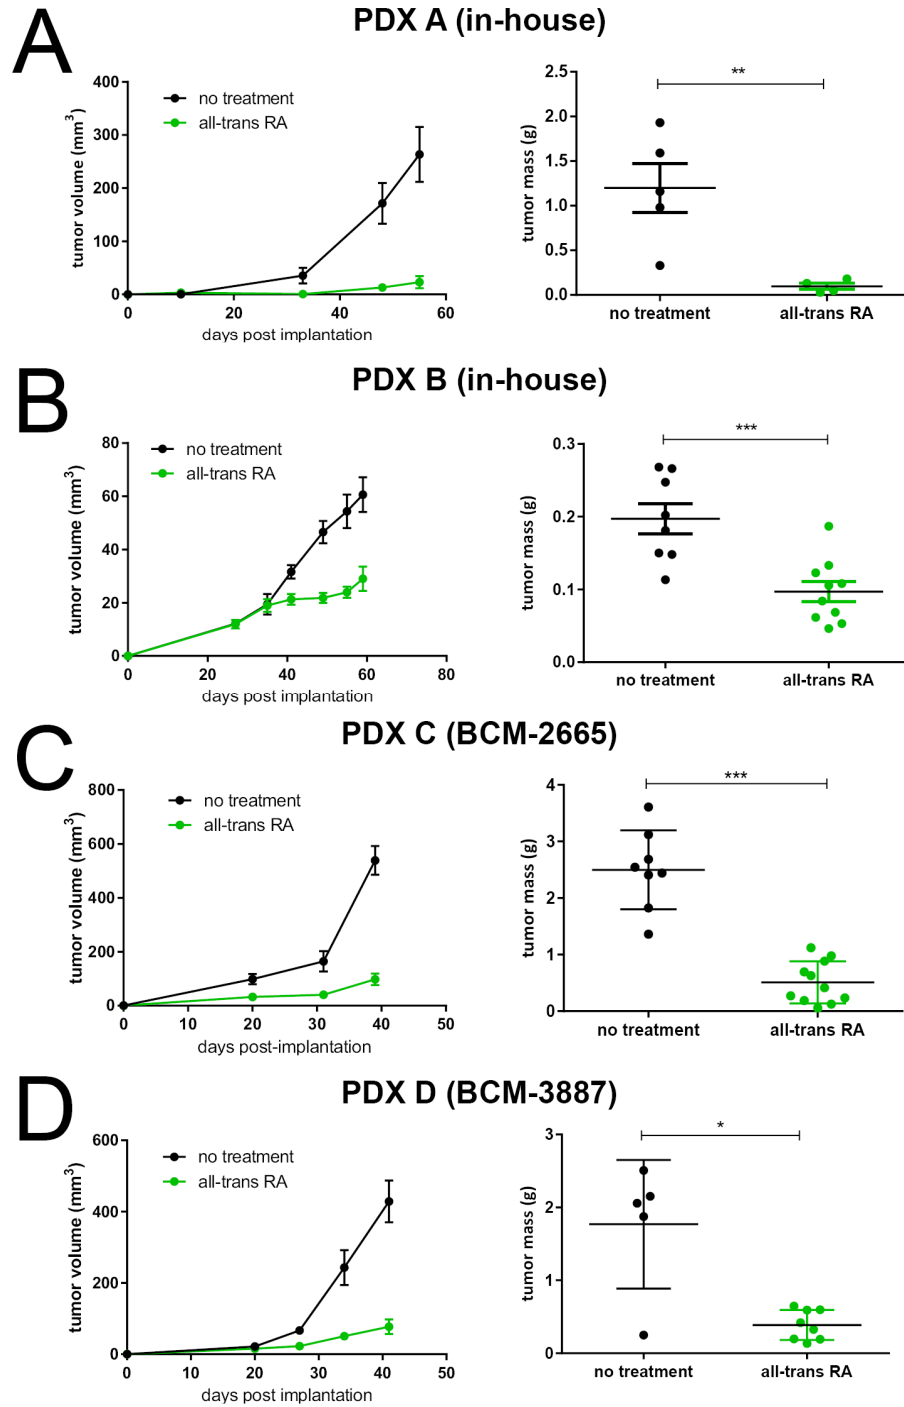 A
PDX A (in-house)
tumor volume (mm³)
400
300
200
100
0
0
20
40
60
days post implantation
no treatment
all-trans RA
tumor mass (g)
2.5
2.0
1.5
1.0
0.5
0.0
**
no treatment
all-trans RA
B
PDX B (in-house)
tumor volume (mm³)
80
60
40
20
0
0
20
40
60
80
days post implantation
no treatment
all-trans RA
tumor mass (g)
0.3
0.2
0.1
0.0
***
no treatment
all-trans RA
C
PDX C (BCM-2665)
tumor volume (mm³)
800
600
400
200
0
0
10
20
30
40
50
days post-implantation
no treatment
all-trans RA
tumor mass (g)
4
3
2
1
0
***
no treatment
all-trans RA
D
PDX D (BCM-3887)
tumor volume (mm³)
600
400
200
0
0
10
20
30
40
50
days post implantation
no treatment
all-trans RA
tumor mass (g)
3
2
1
0
*
no treatment
all-trans RA